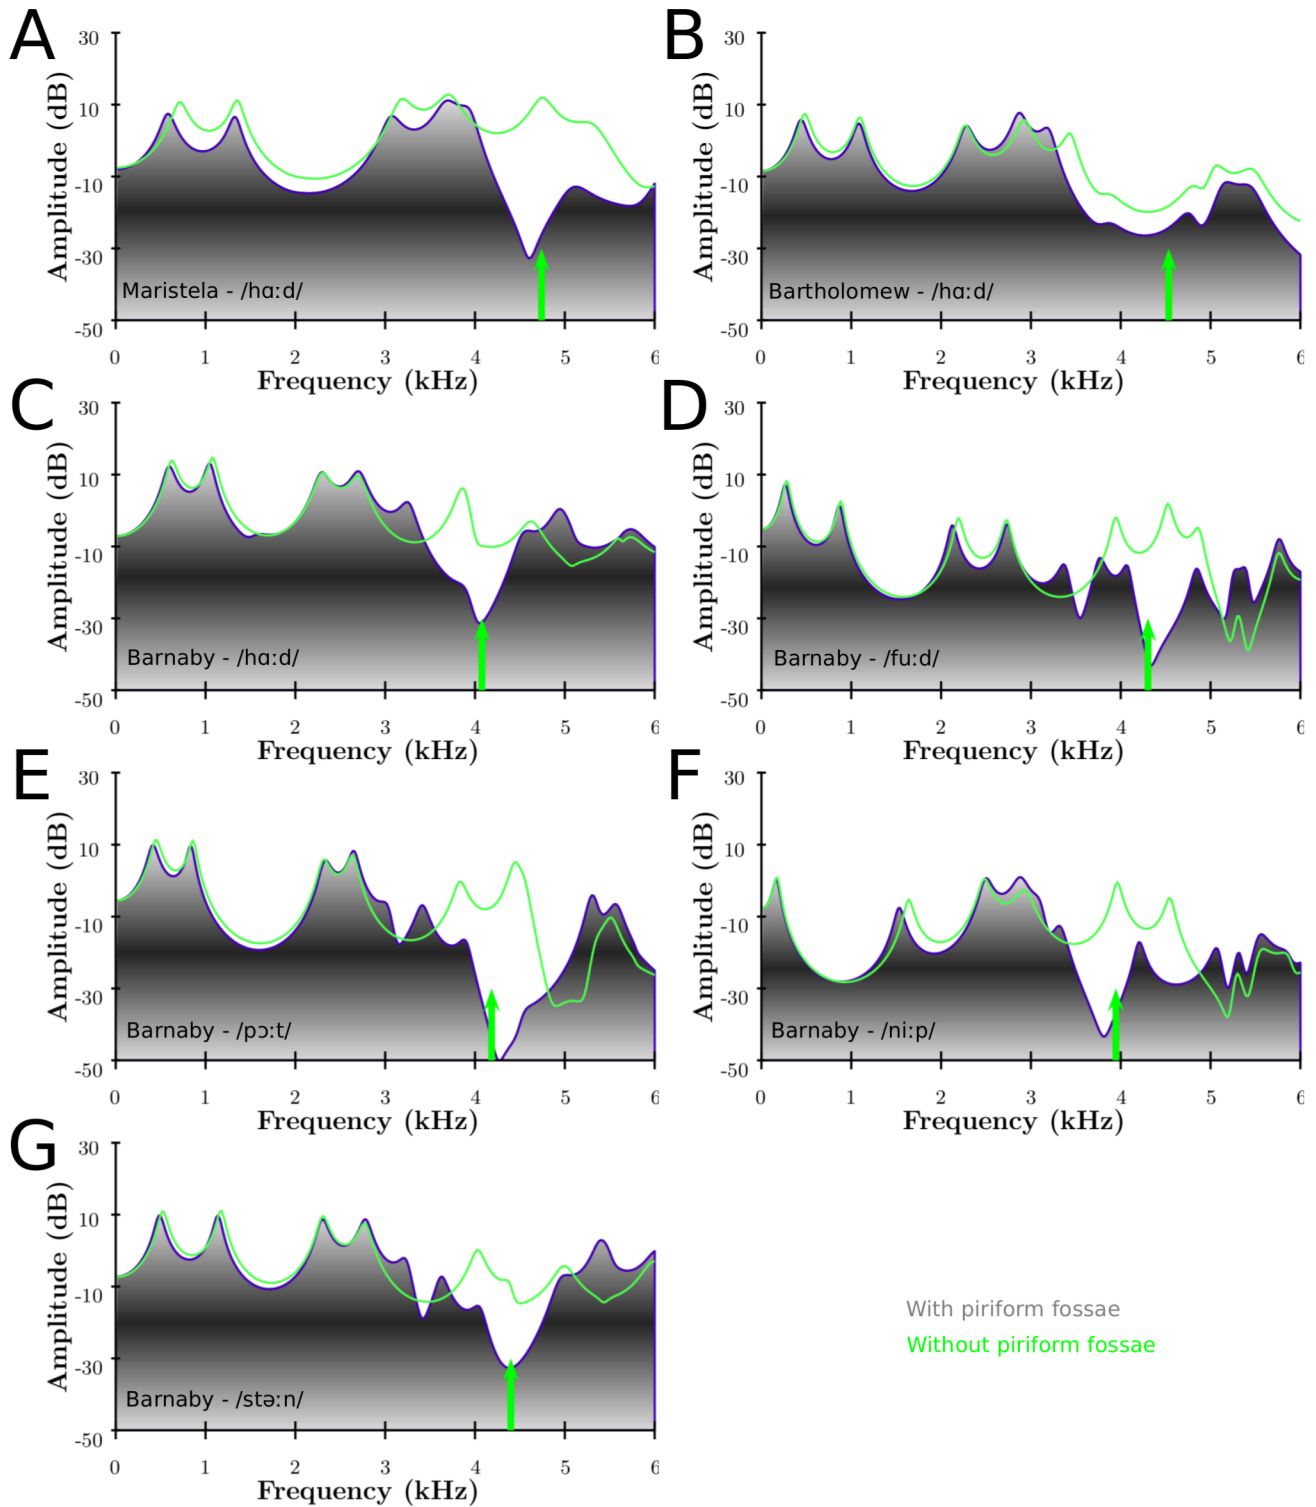 A
30
10
-10
-30
-50
Amplitude (dB)
Maristela - /hɑːd/
0 1 2 3 4 5 6
Frequency (kHz)
B
30
10
-10
-30
-50
Amplitude (dB)
Bartholomew - /hɑːd/
0 1 2 3 4 5 6
Frequency (kHz)
C
30
10
-10
-30
-50
Amplitude (dB)
Barnaby - /hɑːd/
0 1 2 3 4 5 6
Frequency (kHz)
D
30
10
-10
-30
-50
Amplitude (dB)
Barnaby - /fuːd/
0 1 2 3 4 5 6
Frequency (kHz)
E
30
10
-10
-30
-50
Amplitude (dB)
Barnaby - /pɔːt/
0 1 2 3 4 5 6
Frequency (kHz)
F
30
10
-10
-30
-50
Amplitude (dB)
Barnaby - /niːp/
0 1 2 3 4 5 6
Frequency (kHz)
G
30
10
-10
-30
-50
Amplitude (dB)
Barnaby - /stəːn/
0 1 2 3 4 5 6
Frequency (kHz)
With piriform fossae
Without piriform fossae